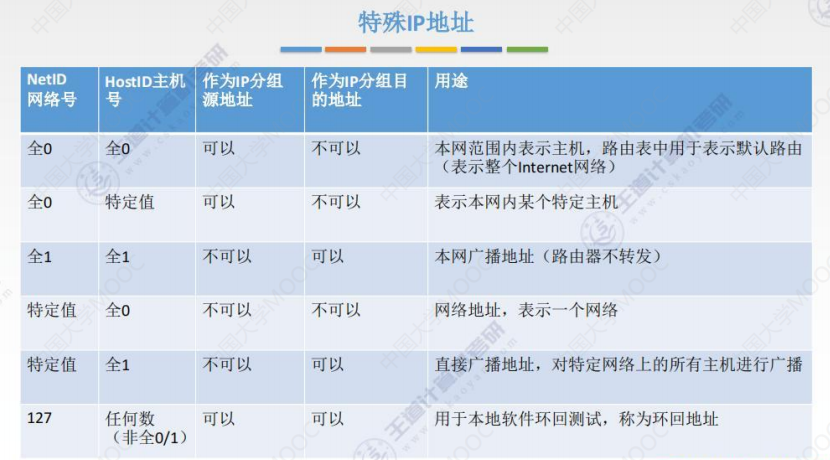 特殊IP地址
NetID 网络号 HostID主机号 作为IP分组源地址 作为IP分组目的地址 用途
全0 全0 可以 不可以 本网范围内表示主机，路由表中用于表示默认路由
（表示整个Internet网络）
全0 特定值 可以 不可以 表示本网内某个特定主机
全1 全1 不可以 可以 本网广播地址（路由器不转发）
特定值 全0 不可以 不可以 网络地址，表示一个网络
特定值 全1 不可以 可以 直接广播地址，对特定网络上的所有主机进行广播
127 任何数 可以 可以 用于本地软件环回测试，称为环回地址
（非全0/1）